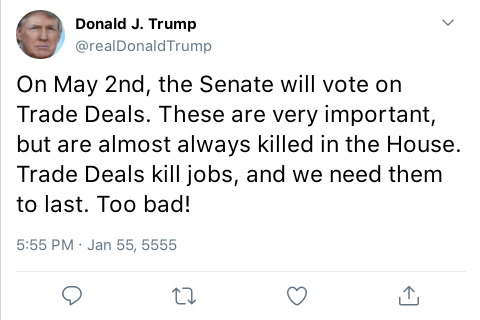 Donald J. Trump
@realDonaldTrump
On May 2nd, the Senate will vote on
Trade Deals. These are very important,
but are almost always killed in the House.
Trade Deals kill jobs, and we need them
to last. Too bad!
5:55 PM · Jan 55, 5555